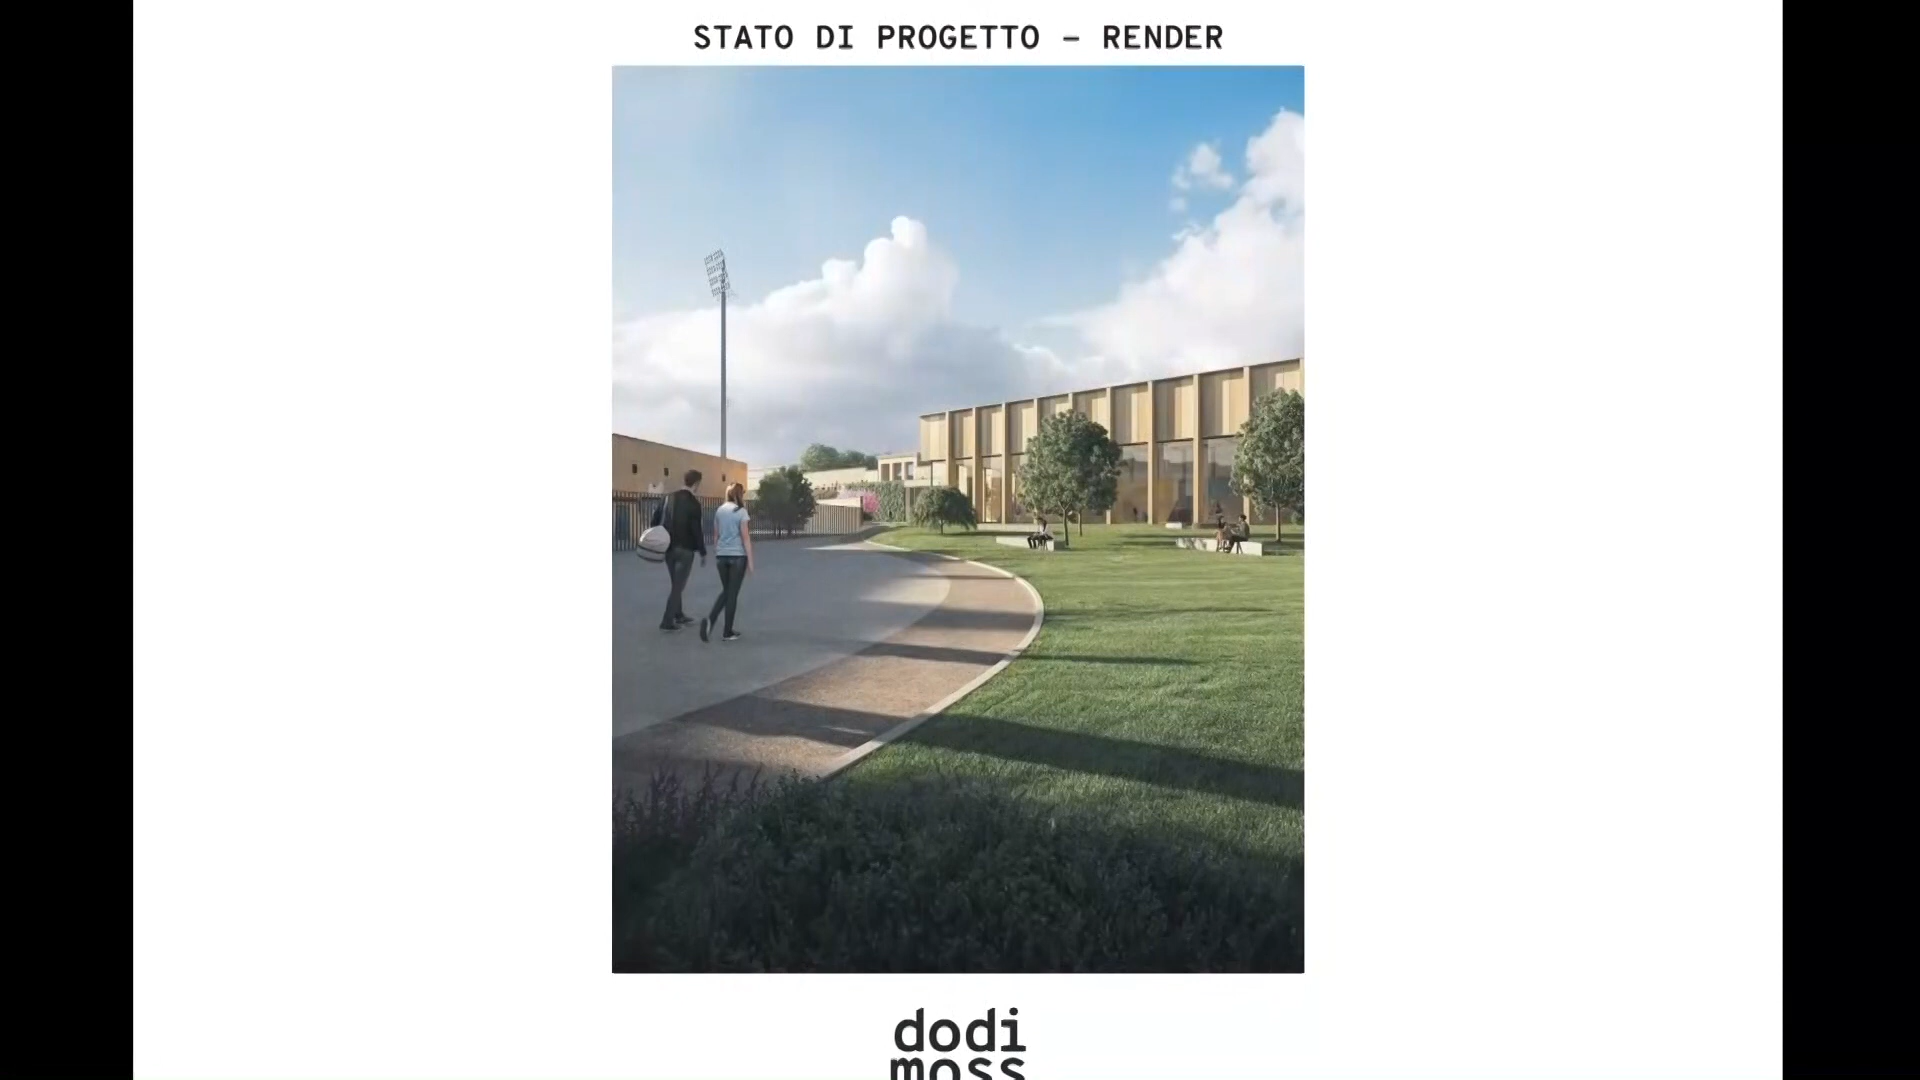 STATO DI PROGETTO – RENDER
dodi
moss